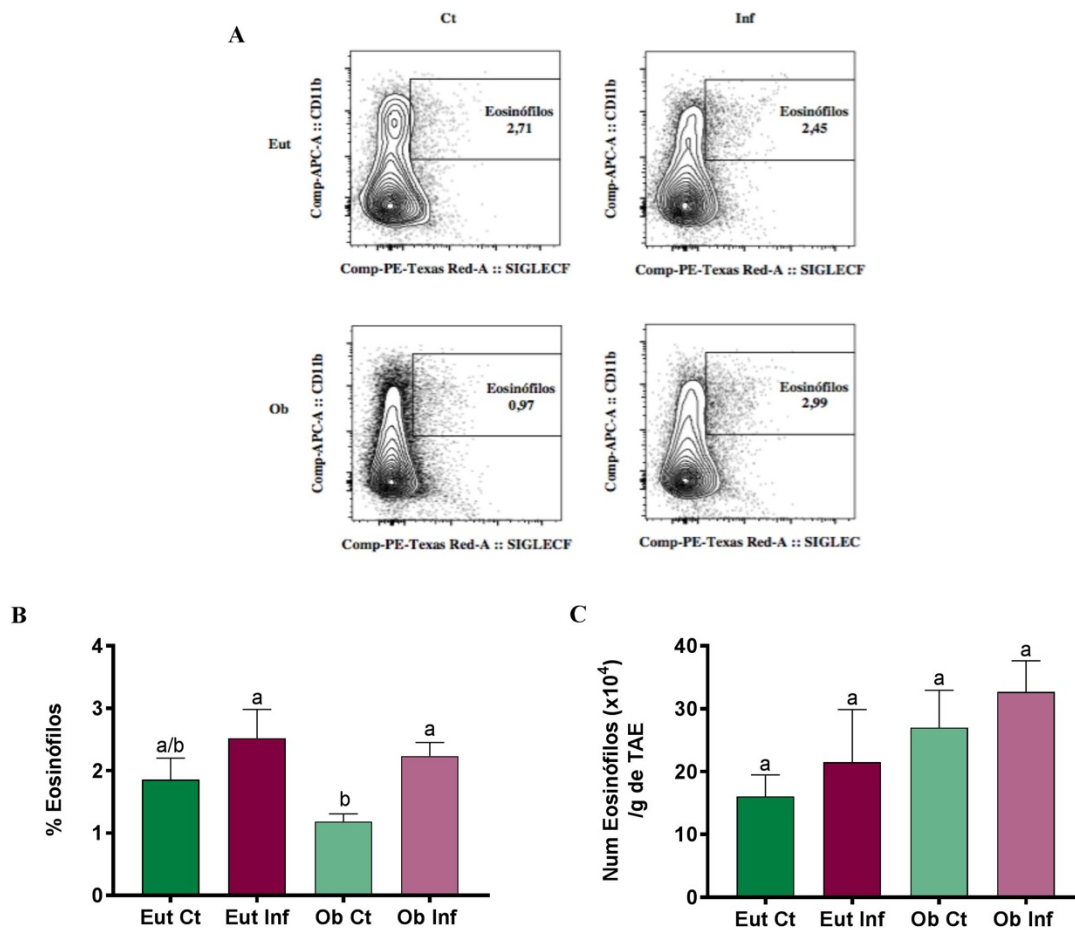 A
Ct
Inf
Eut
Comp-APC-A :: CD11b
Eosinófilos
2,71
Comp-PE-Texas Red-A :: SIGLECF
Comp-APC-A :: CD11b
Eosinófilos
2,45
Comp-PE-Texas Red-A :: SIGLECF
Ob
Comp-APC-A :: CD11b
Eosinófilos
0,97
Comp-PE-Texas Red-A :: SIGLECF
Comp-APC-A :: CD11b
Eosinófilos
2,99
Comp-PE-Texas Red-A :: SIGLEC
B
% Eosinófilos
4
3
2
1
0
a/b
a
b
a
Eut Ct
Eut Inf
Ob Ct
Ob Inf
C
Num Eosinófilos (x10⁴)
/g de TAE
40
30
20
10
0
a
a
a
a
Eut Ct
Eut Inf
Ob Ct
Ob Inf